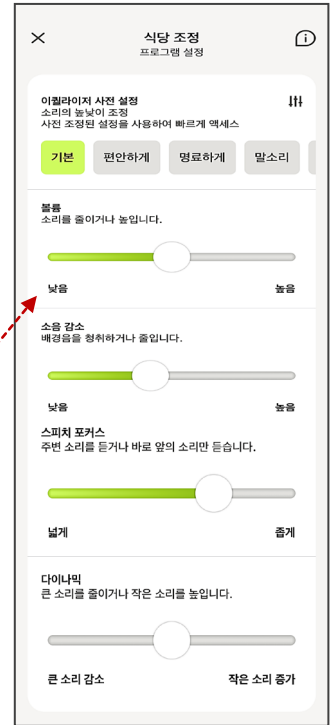 식당 조정
프로그램 설정
이퀄라이저 사전 설정
소리의 높낮이 조정
사전 조정된 설정을 사용하여 빠르게 액세스
기본 편안하게 명료하게 말소리
볼륨
소리를 줄이거나 높입니다.
낮음 높음
소음 감소
배경음을 청취하거나 줄입니다.
낮음 높음
스피치 포커스
주변 소리를 듣거나 바로 앞의 소리만 듣습니다.
넓게 좁게
다이나믹
큰 소리를 줄이거나 작은 소리를 높입니다.
큰 소리 감소 작은 소리 증가